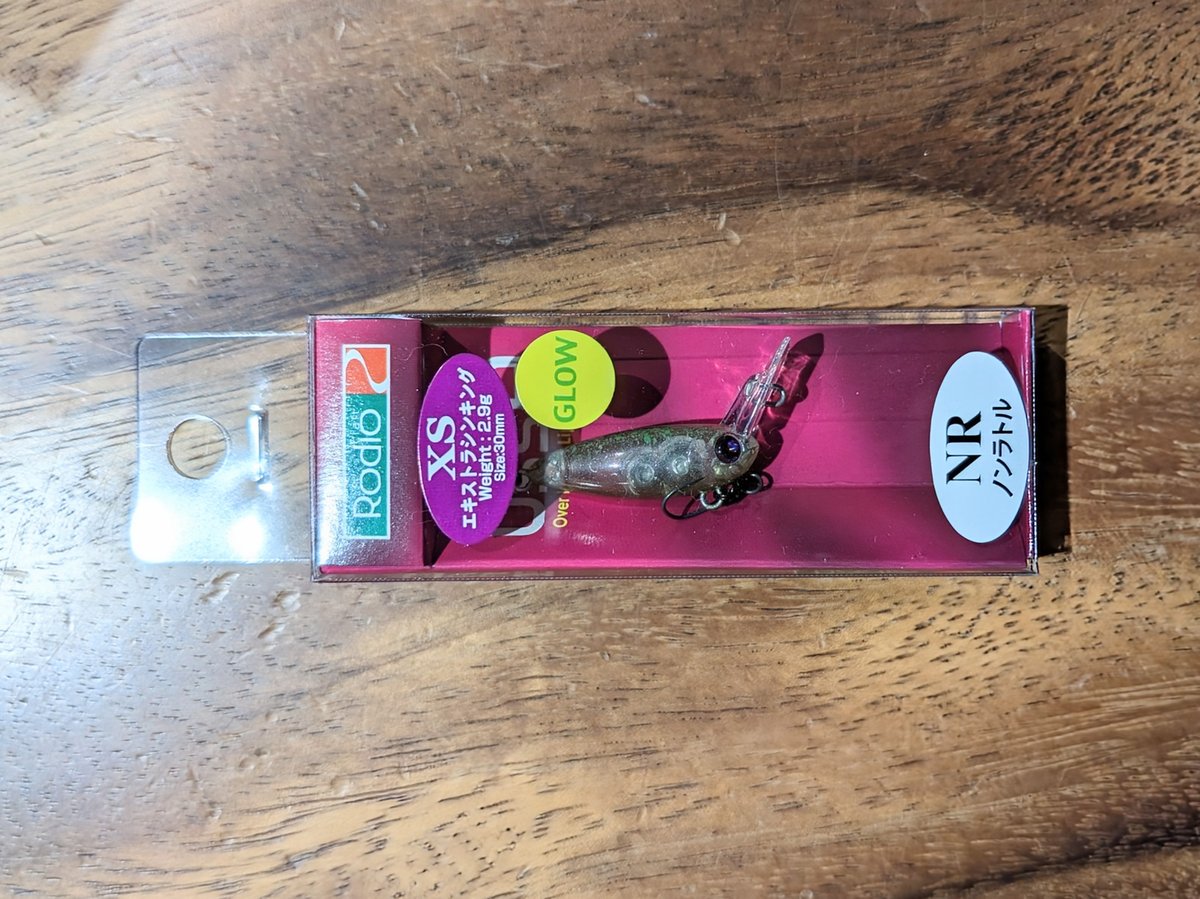 Rodio
XS
エキストラシンキング
Weight : 2.9g
Size:30mm
GLOW
Over
NR
ノンラトル